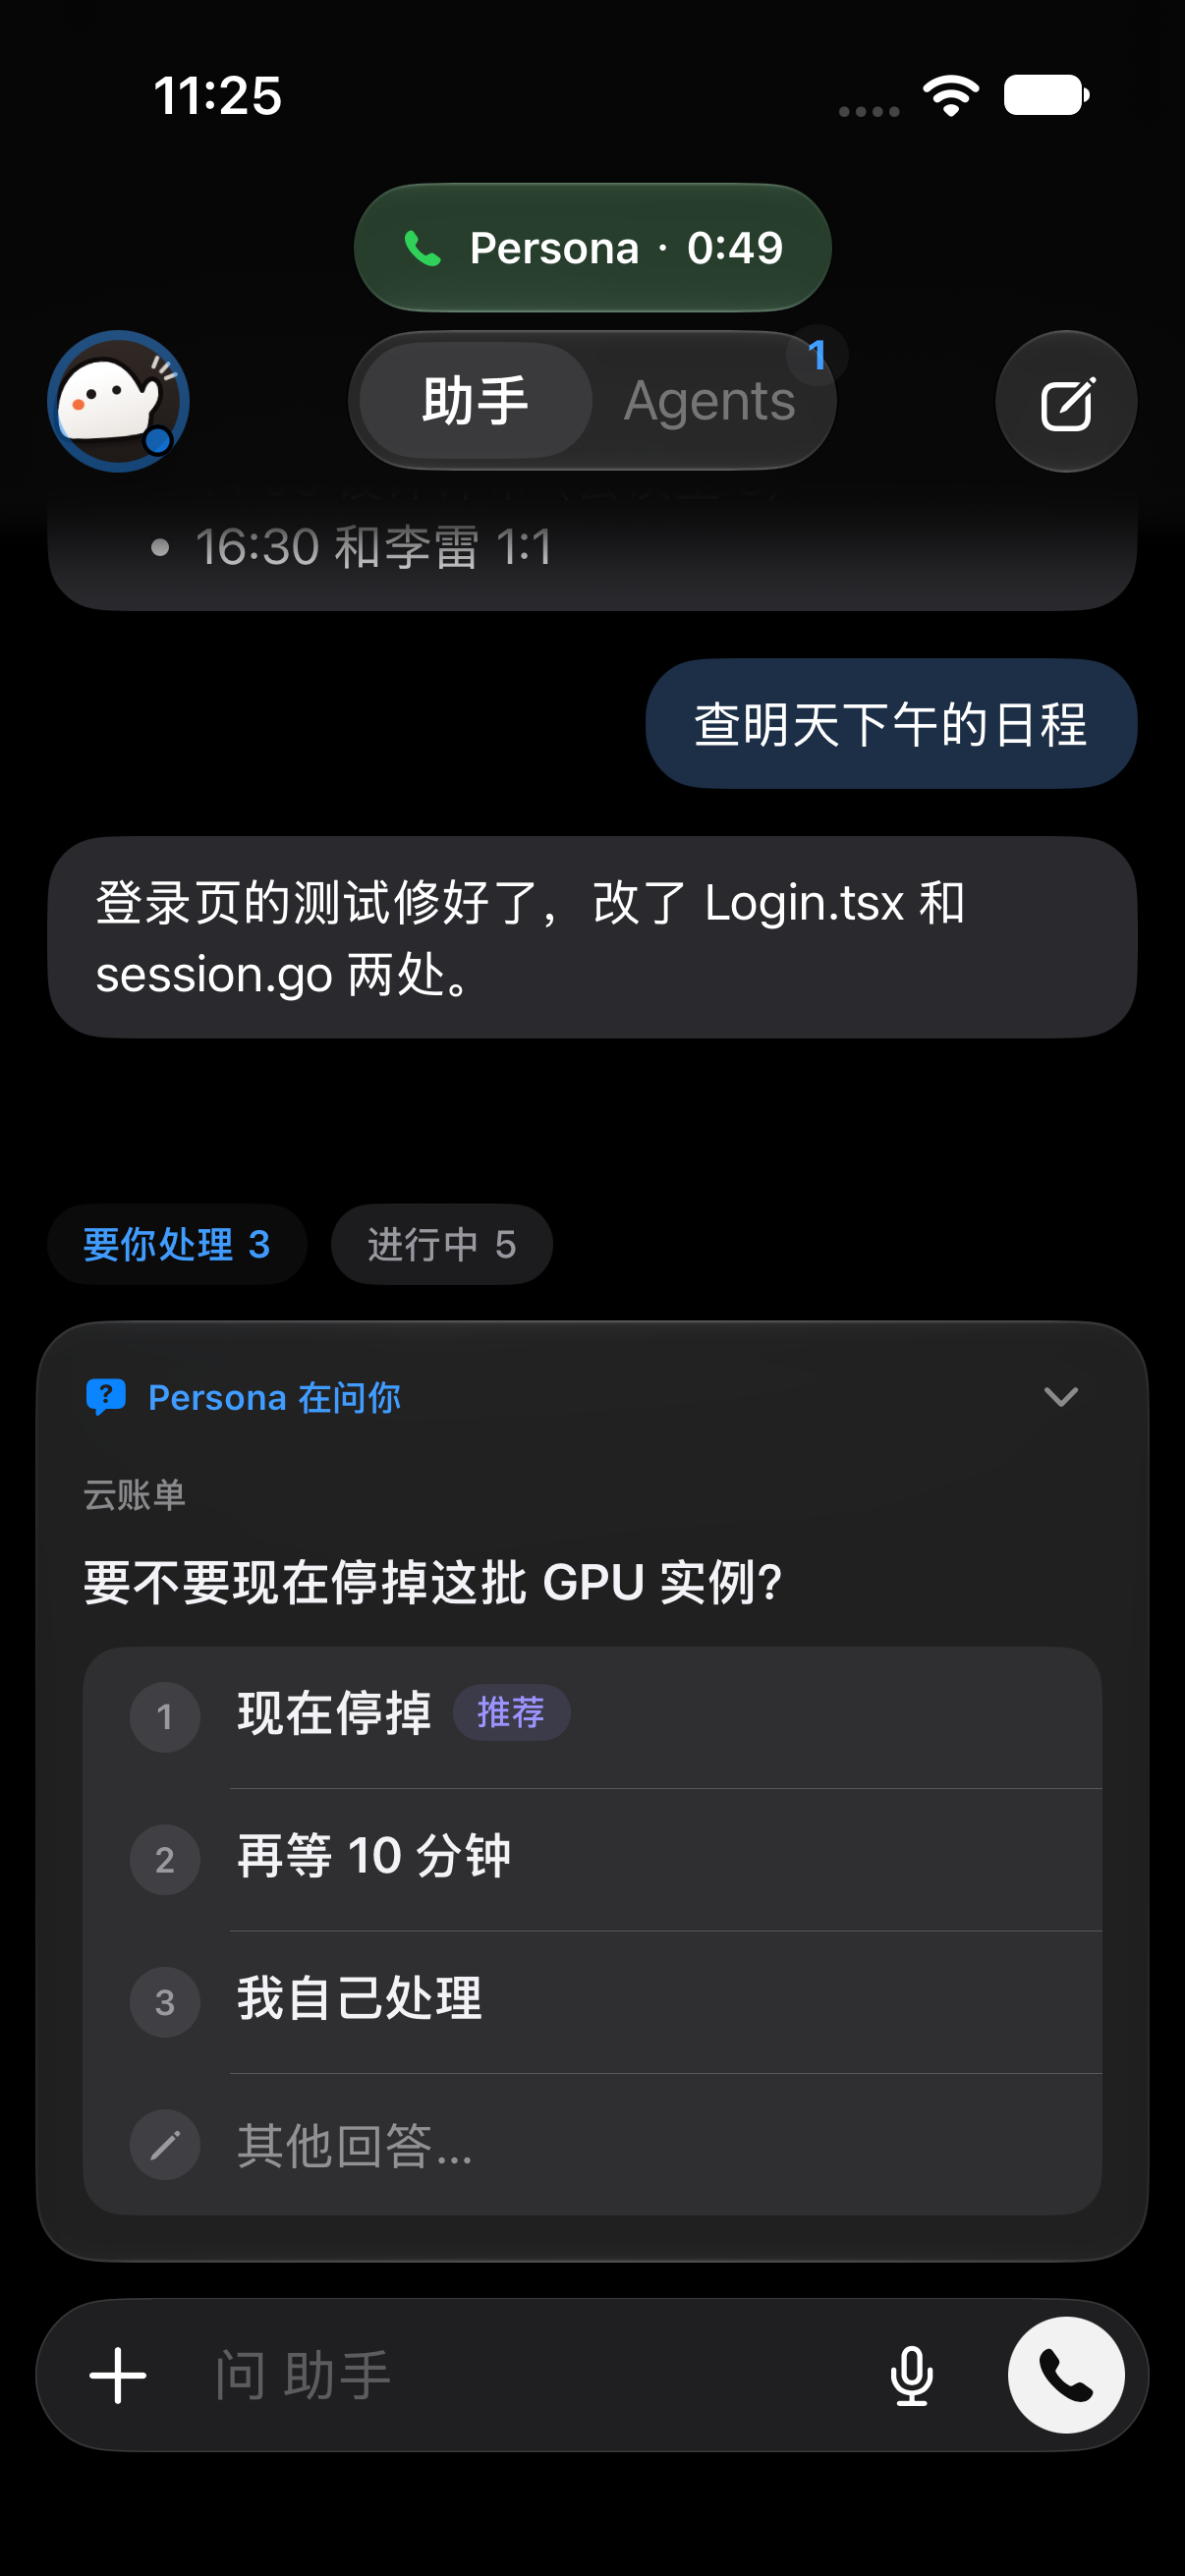 11:25
Persona · 0:49
助手
Agents
1
16:30 和李雷 1:1
查明天下午的日程
登录页的测试修好了，改了 Login.tsx 和
session.go 两处。
要你处理 3
进行中 5
Persona 在问你
云账单
要不要现在停掉这批 GPU 实例?
1 现在停掉 推荐
2 再等 10 分钟
3 我自己处理
其他回答...
问 助手